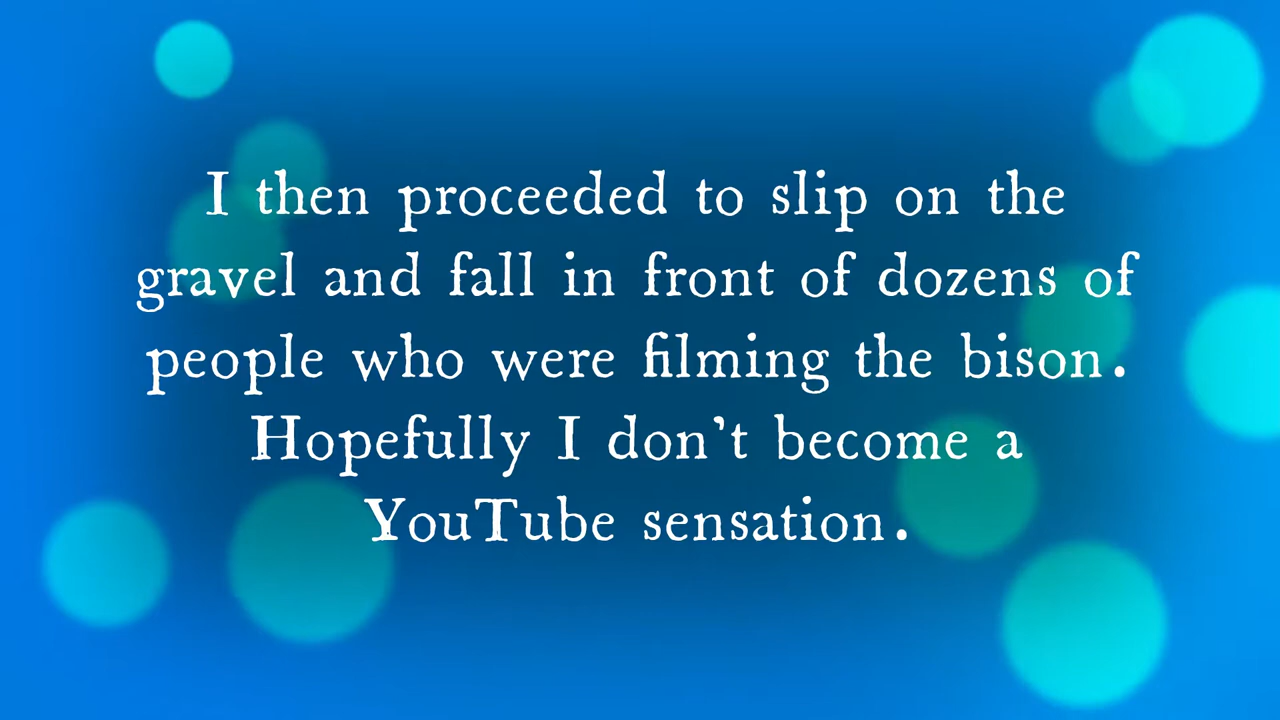 I then proceeded to slip on the
gravel and fall in front of dozens of
people who were filming the bison.
Hopefully I don't become a
YouTube sensation.